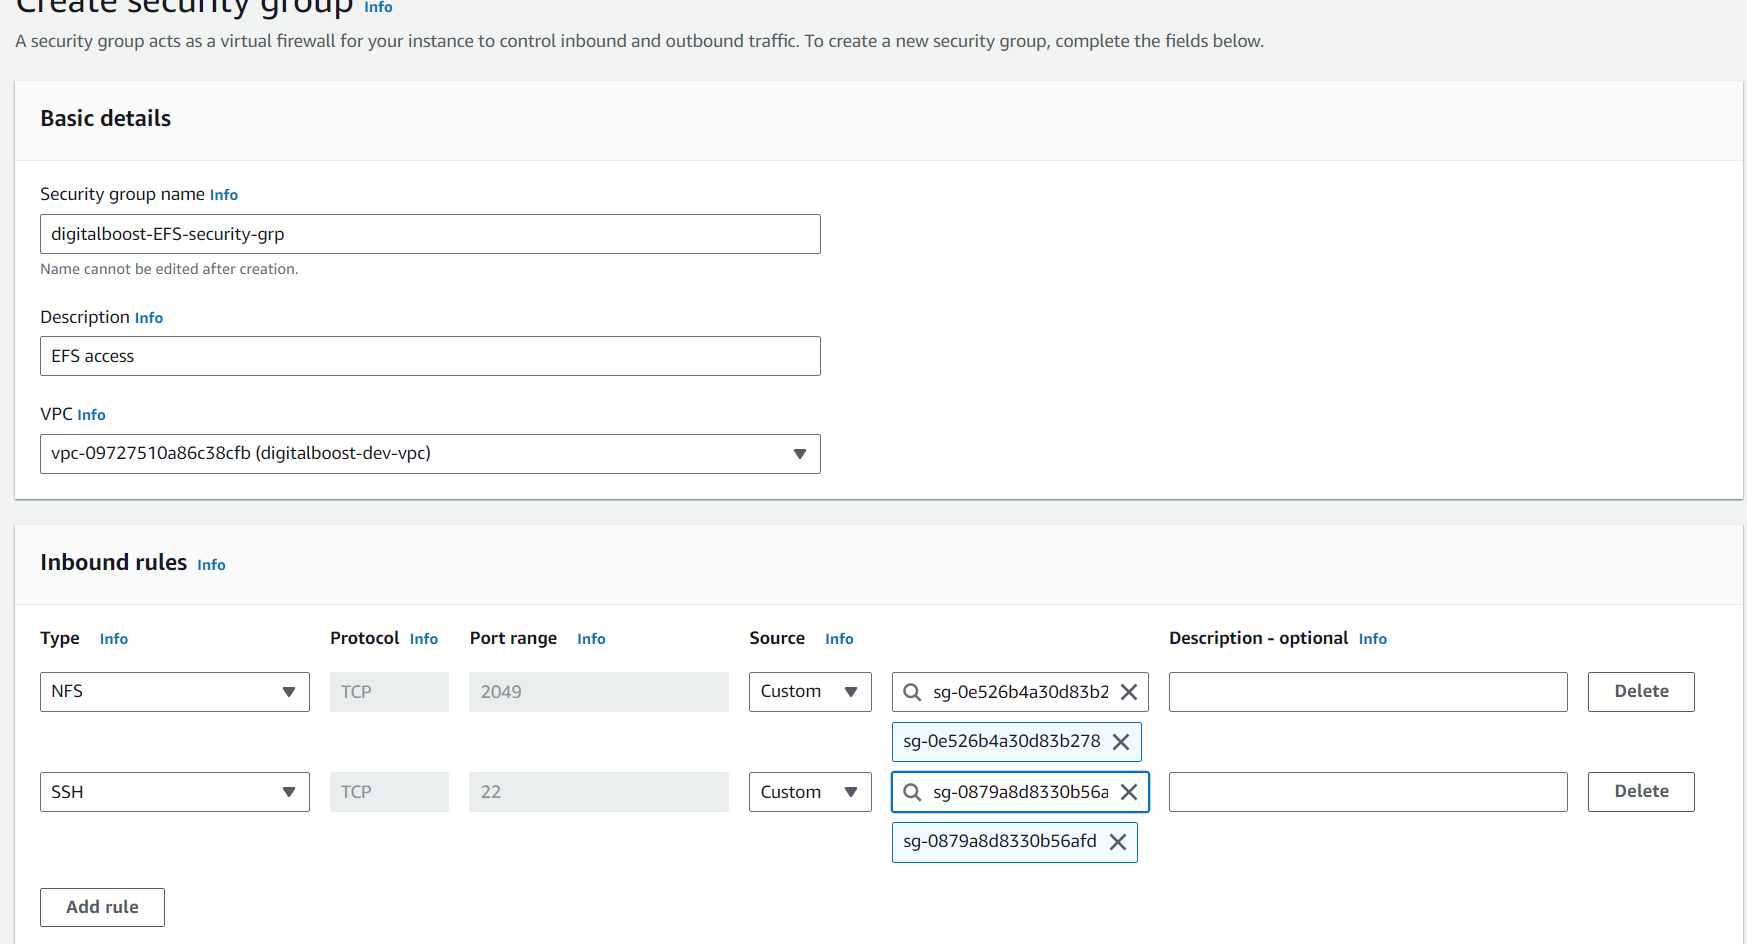 Create security group Info
A security group acts as a virtual firewall for your instance to control inbound and outbound traffic. To create a new security group, complete the fields below.
Basic details
Security group name Info
digitalboost-EFS-security-grp
Name cannot be edited after creation.
Description Info
EFS access
VPC Info
vpc-09727510a86c38cfb (digitalboost-dev-vpc)
Inbound rules Info
Type Info Protocol Info Port range Info Source Info Description - optional Info
NFS TCP 2049 Custom sg-0e526b4a30d83b2 Delete
sg-0e526b4a30d83b278
SSH TCP 22 Custom sg-0879a8d8330b56a Delete
sg-0879a8d8330b56afd
Add rule